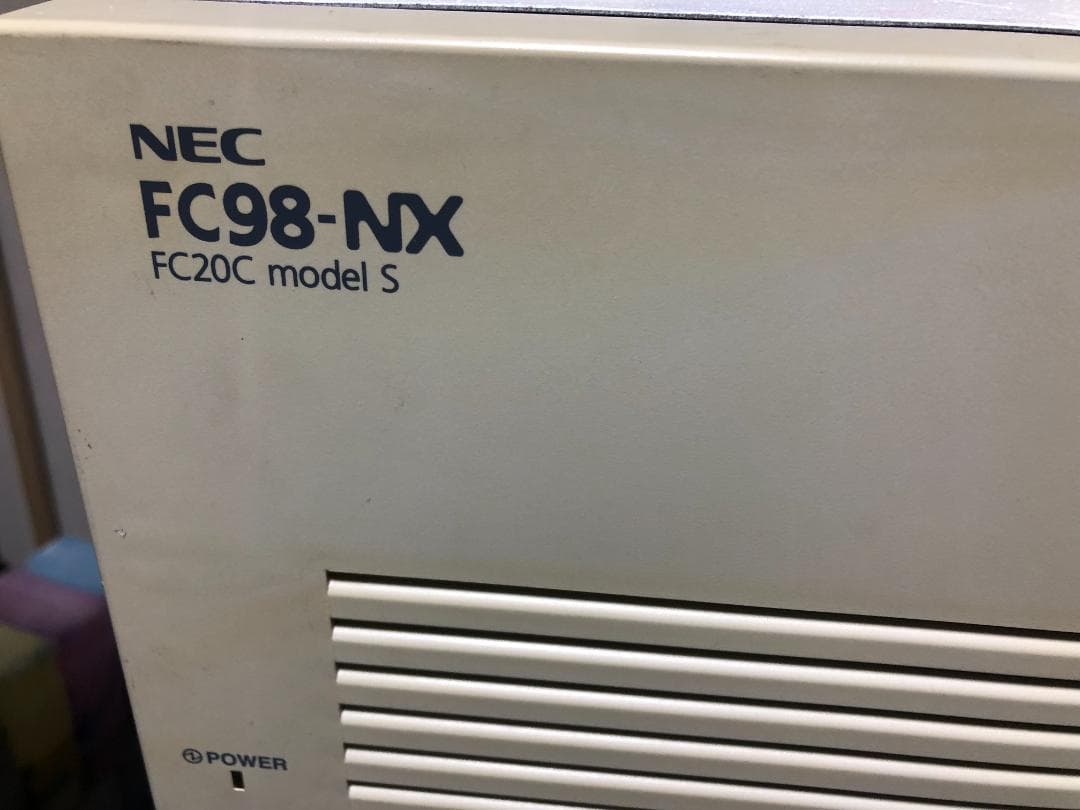 NEC
FC98-NX
FC20C model S
POWER